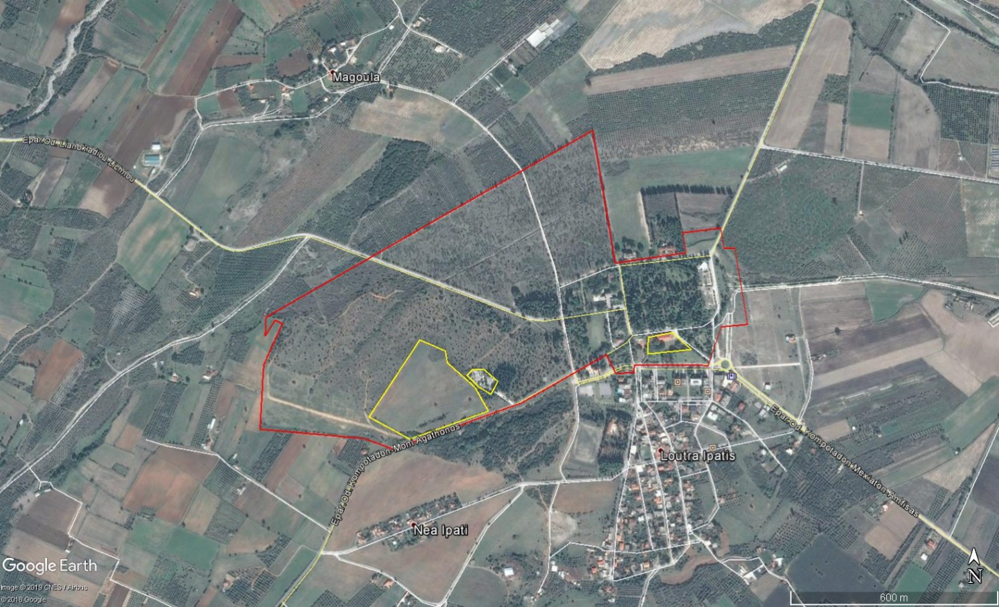 Magoula
Epar.Od. Lianokladiou-Lichnou
Epar.Od. Kompotadon-Moni Agathonos
Loutra Ipatis
Epar.Od. Kompotadon Mexiaton-Amfisas
Nea Ipati
Google Earth
Image © 2019 CNES / Airbus
© 2018 Google
N
600 m